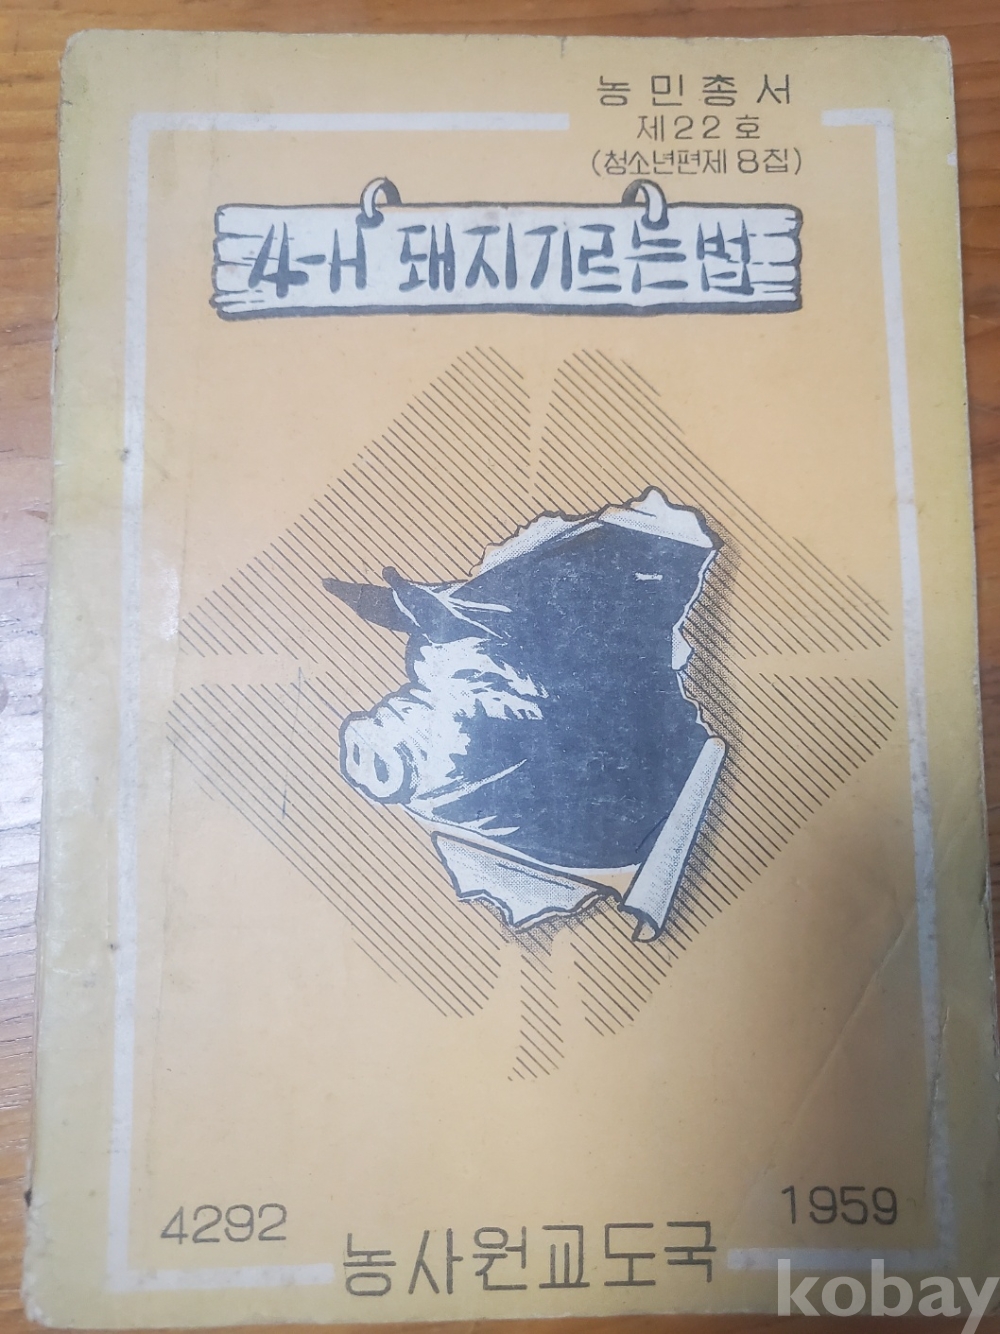 농민총서
제22호
(청소년편제8집)
4-H 돼지기르는법
4292
1959
농사원교도국
kobay